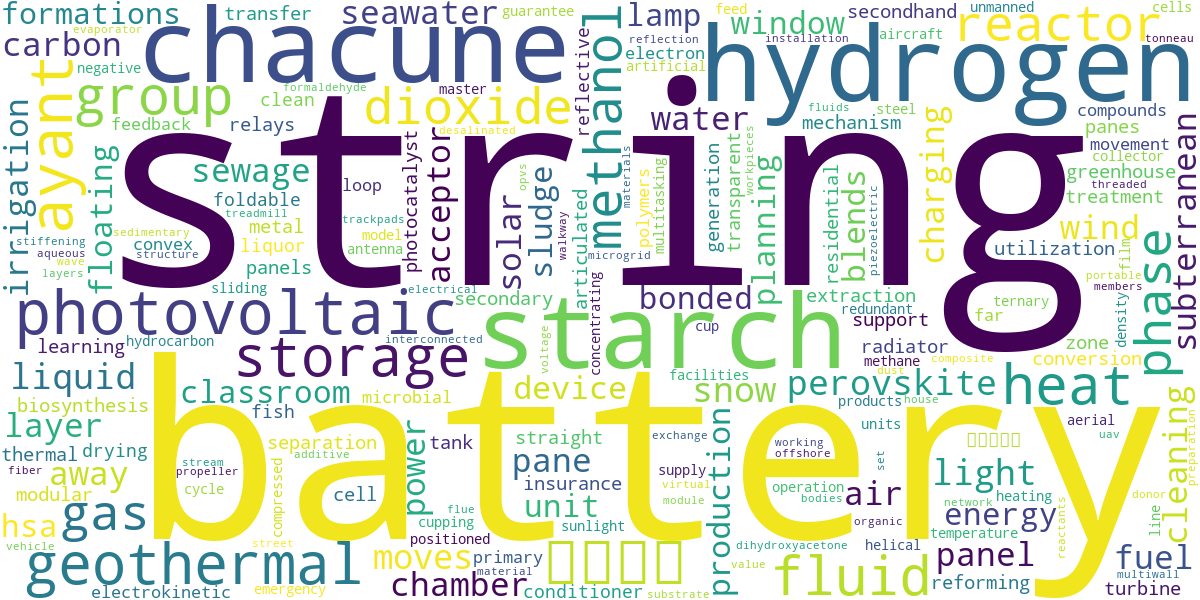 string
battery
hydrogen
chacune
starch
photovoltaic
geothermal
storage
methanol
reactor
dioxide
group
ayant
heat
phase
fluid
gas
perovskite
power
production
light
panel
air
energy
fuel
cleaning
chamber
moves
unit
pane
device
snow
bonded
planning
blends
charging
wind
water
lamp
window
seawater
formations
carbon
irrigation
floating
sewage
acceptor
solar
sludge
subterranean
liquid
layer
classroom
away
hsa
transfer
guarantee
evaporator
negative
feedback
formaldehyde
clean
relays
master
desalinated
reflective
reflection
electron
artificial
feed
installation
secondhand
aircraft
unmanned
cells
tonneau
fluids
steel
mechanism
compounds
panes
movement
collector
greenhouse
threaded
treatment
utilization
portable
members
film
density
ternary
far
zone
conversion
extraction
redundant
support
radiator
methane
composite
dust
house
products
units
facilities
cup
voltage
concentrating
secondary
interconnected
electrical
photocatalyst
loop
foldable
treadmill
metal
trackpads
model
liquor
antenna
convex
structure
panels
sliding
sedimentary
stiffening
aqueous
wave
layers
opvs
walkway
articulated
materials
polymers
multitasking
microgrid
generation
transparent
workpieces
residential
piezoelectric
learning
hydrocarbon
biosynthesis
microbial
fish
thermal
drying
separation
additive
tank
straight
exchange
insurance
supply
virtual
module
fiber
stream
propeller
modular
cycle
compressed
cell
flue
cupping
positioned
sunlight
vehicle
street
primary
material
conditioner
substrate
electrokinetic
emergency
working
offshore
set
operation
bodies
organic
dihydroxyacetone
value
helical
aerial
uav
network
heating
temperature
reactants
donor
line
preparation
reforming
multiwall
turbine